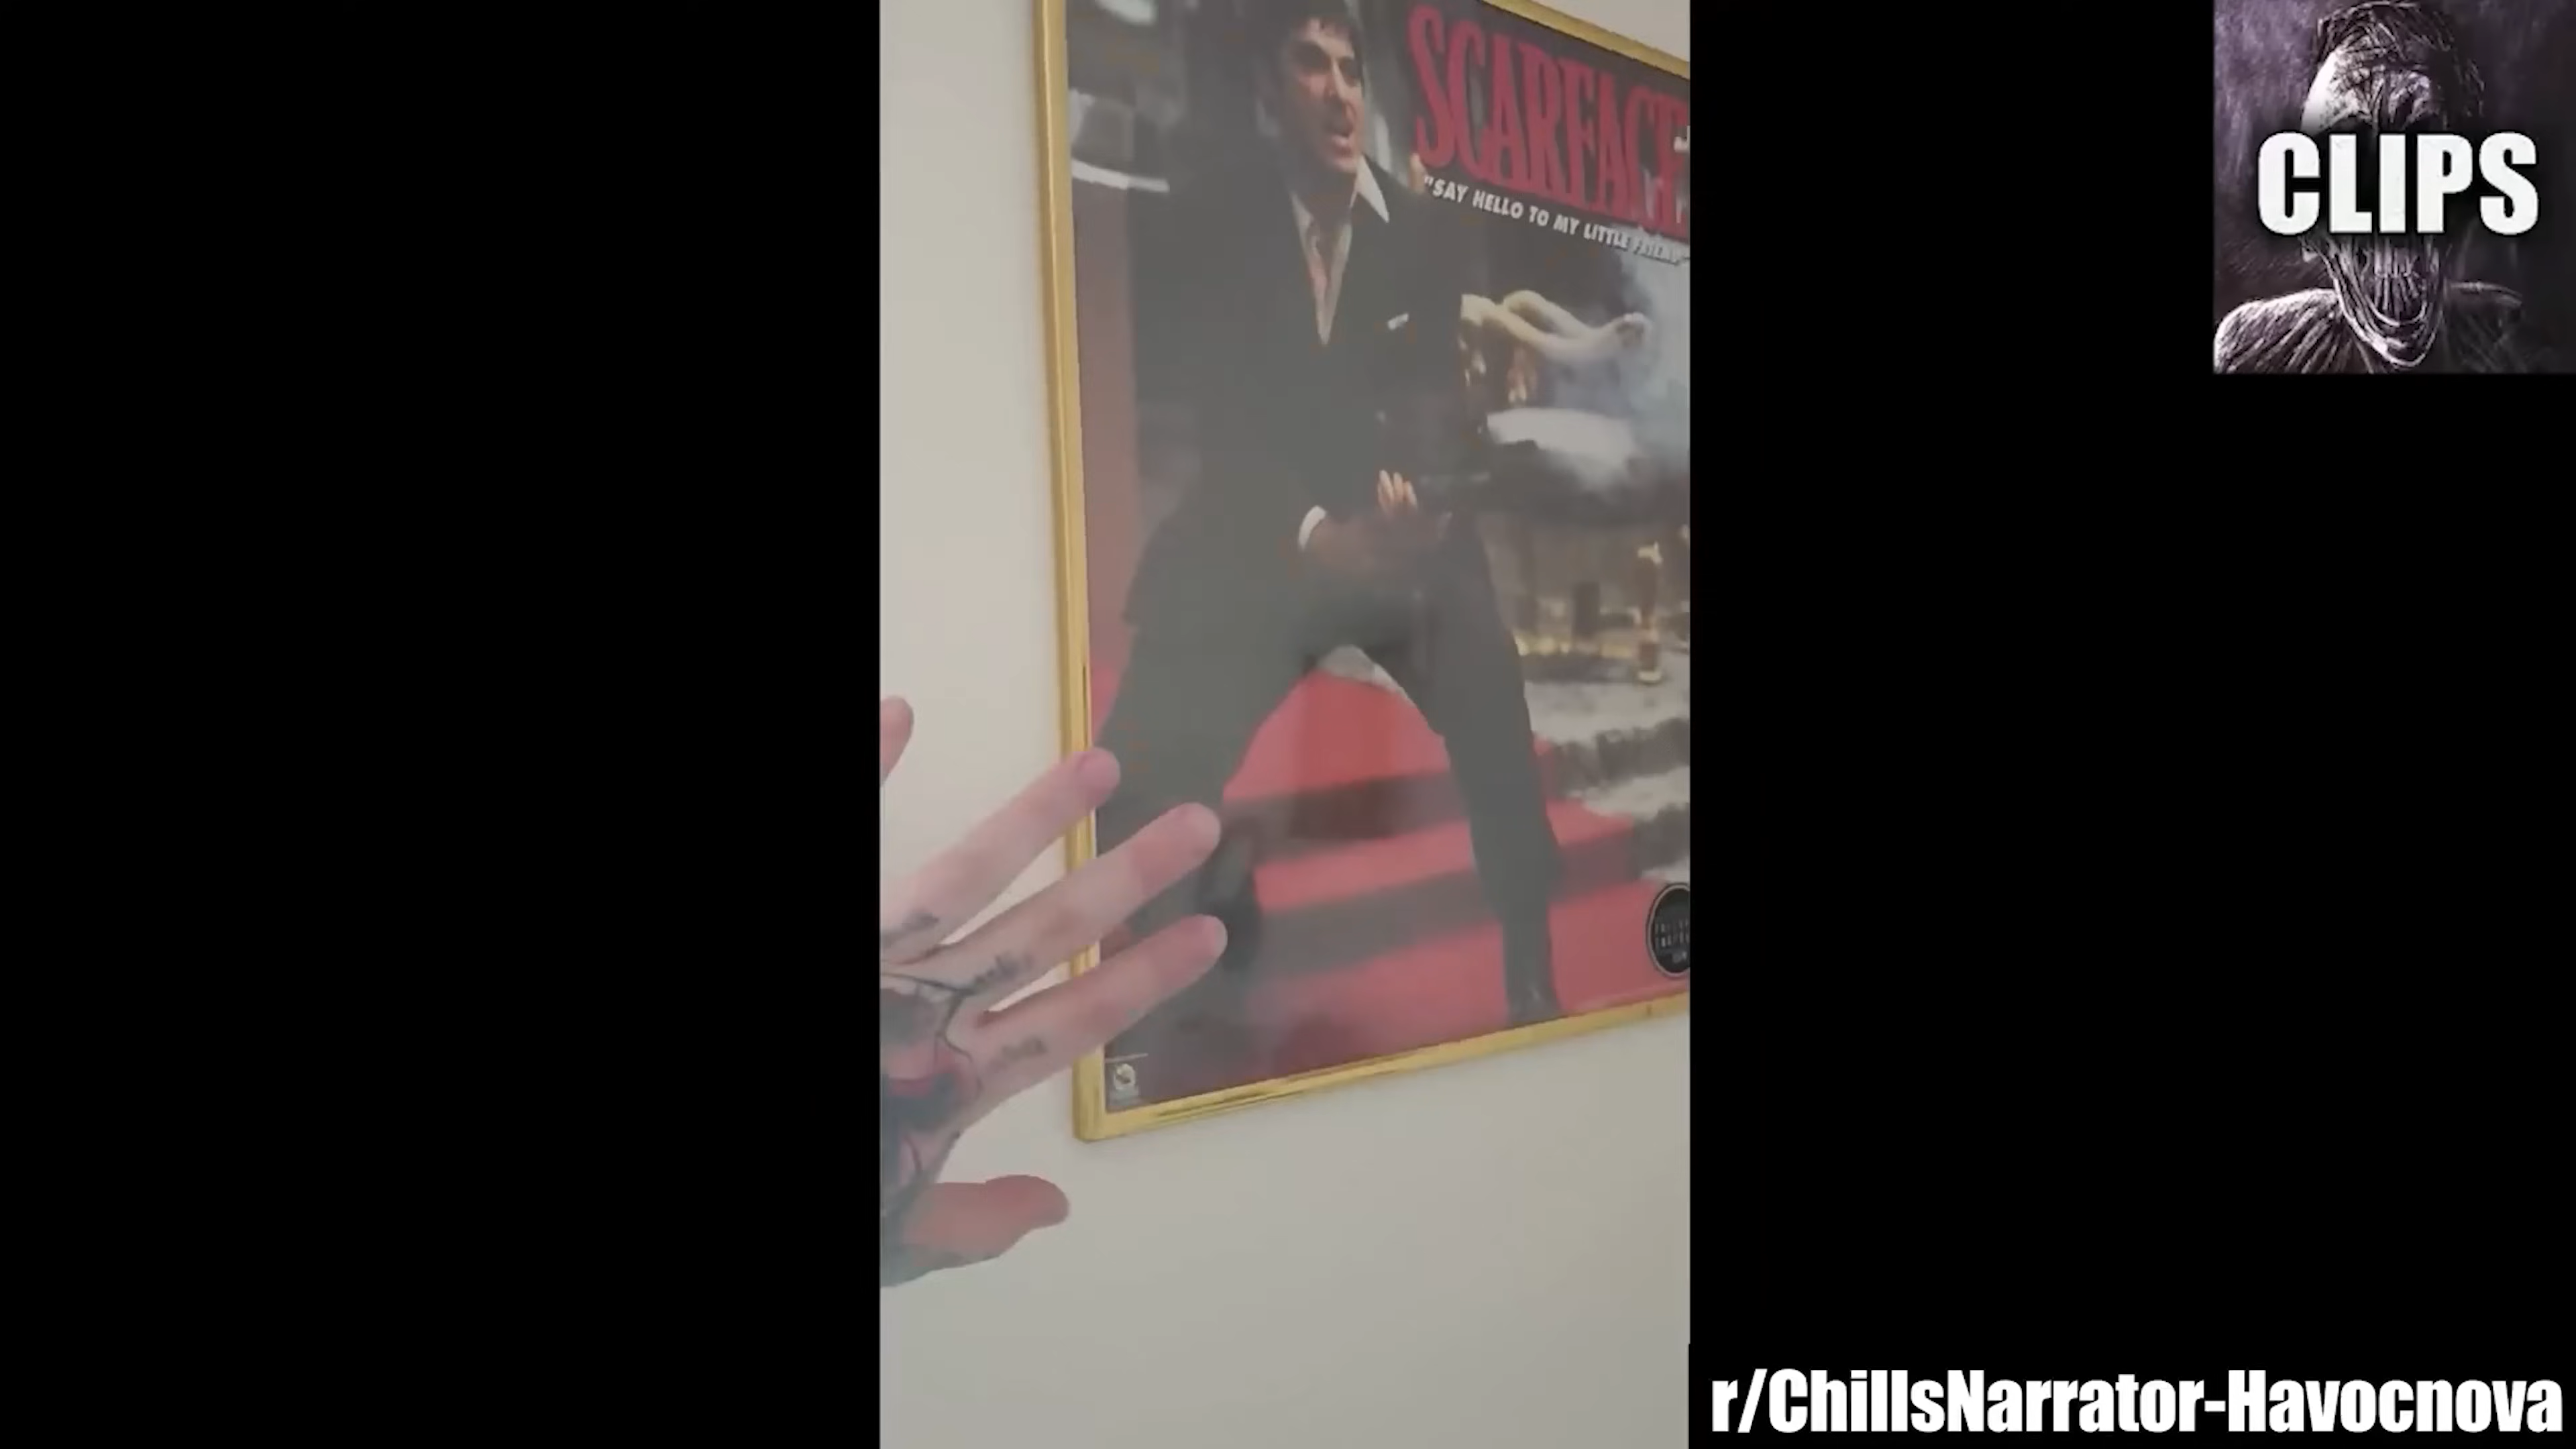 SCARFACE
"SAY HELLO TO MY LITTLE FRIEND"
CLIPS
r/ChillsNarrator-Havocnova